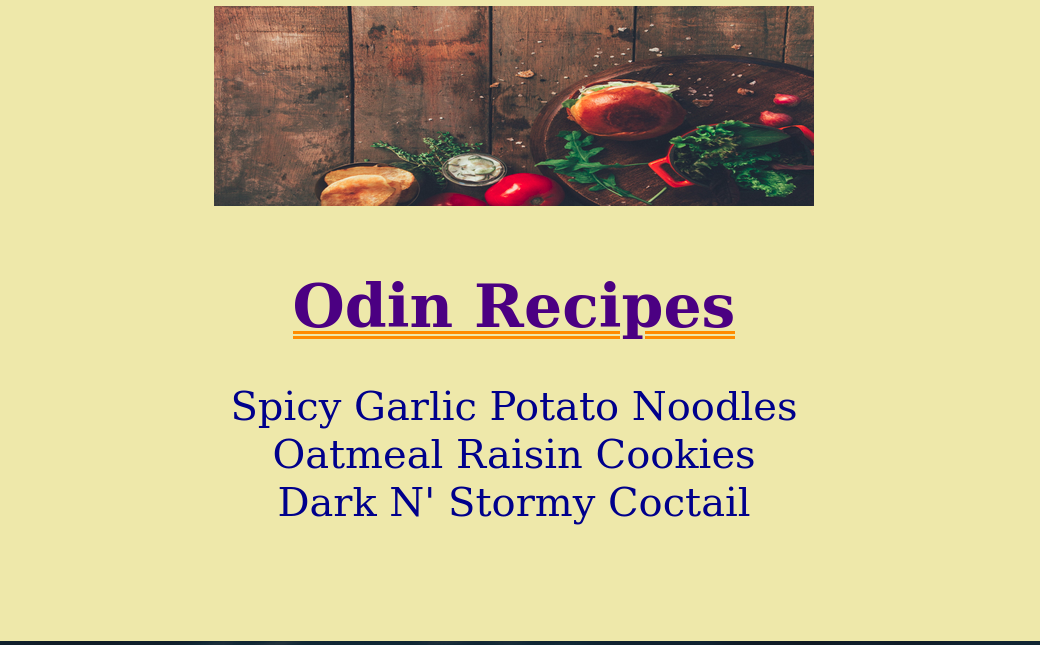 Odin Recipes
Spicy Garlic Potato Noodles
Oatmeal Raisin Cookies
Dark N' Stormy Coctail